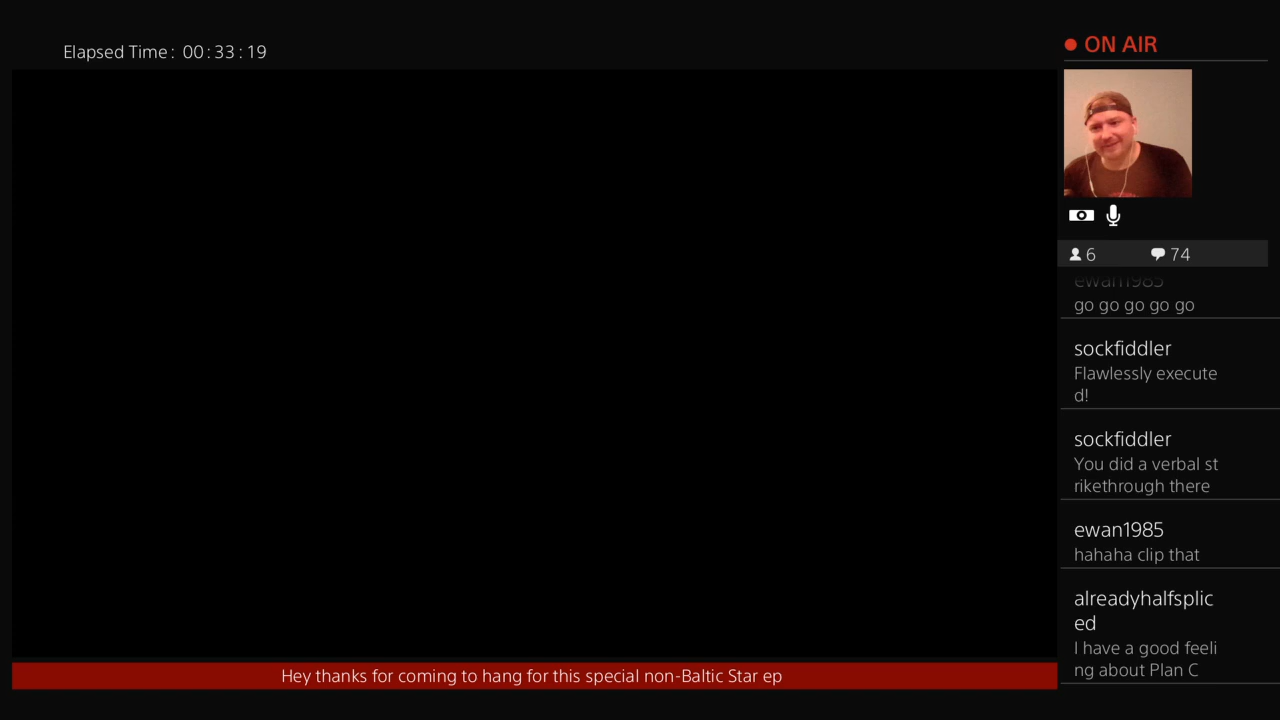 Elapsed Time: 00:33:19
ON AIR
6 74
ewan1985
go go go go go
sockfiddler
Flawlessly execute
d!
sockfiddler
You did a verbal st
rikethrough there
ewan1985
hahaha clip that
alreadyhalfsplic
ed
I have a good feeli
ng about Plan C
Hey thanks for coming to hang for this special non-Baltic Star ep